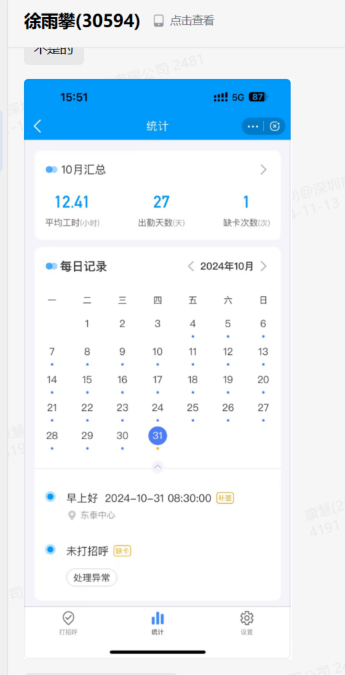 徐雨攀(30594) 点击查看
不是的
15:51 5G 87
统计
10月汇总
12.41 27 1
平均工时(小时) 出勤天数(天) 缺卡次数(次)
每日记录 2024年10月
一 二 三 四 五 六 日
1 2 3 4 5 6
7 8 9 10 11 12 13
14 15 16 17 18 19 20
21 22 23 24 25 26 27
28 29 30 31
早上好 2024-10-31 08:30:00 补签
东泰中心
未打招呼 缺卡
处理异常
打招呼 统计 设置